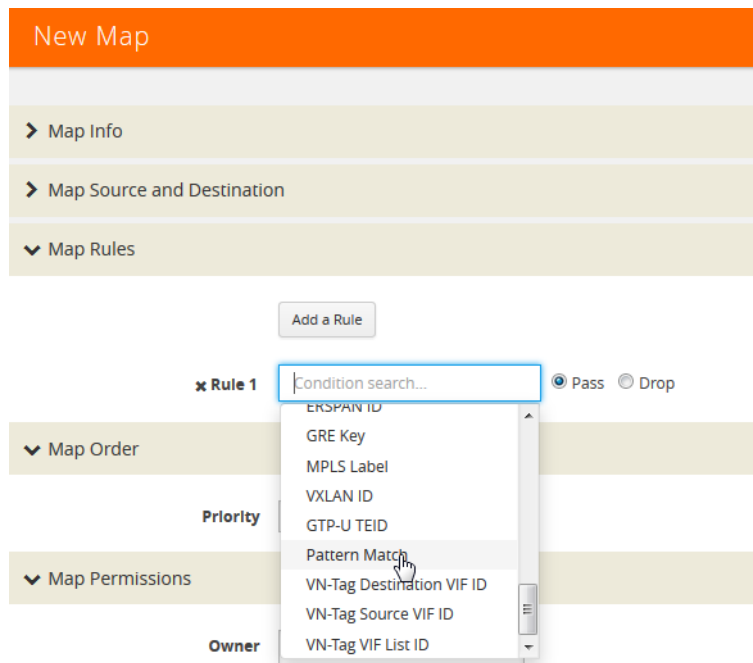 New Map
Map Info
Map Source and Destination
Map Rules
Add a Rule
Rule 1 Condition search... Pass Drop
ERSPAN ID
GRE Key
Map Order
MPLS Label
VXLAN ID
Priority
GTP-U TEID
Pattern Match
Map Permissions
VN-Tag Destination VIF ID
VN-Tag Source VIF ID
Owner
VN-Tag VIF List ID